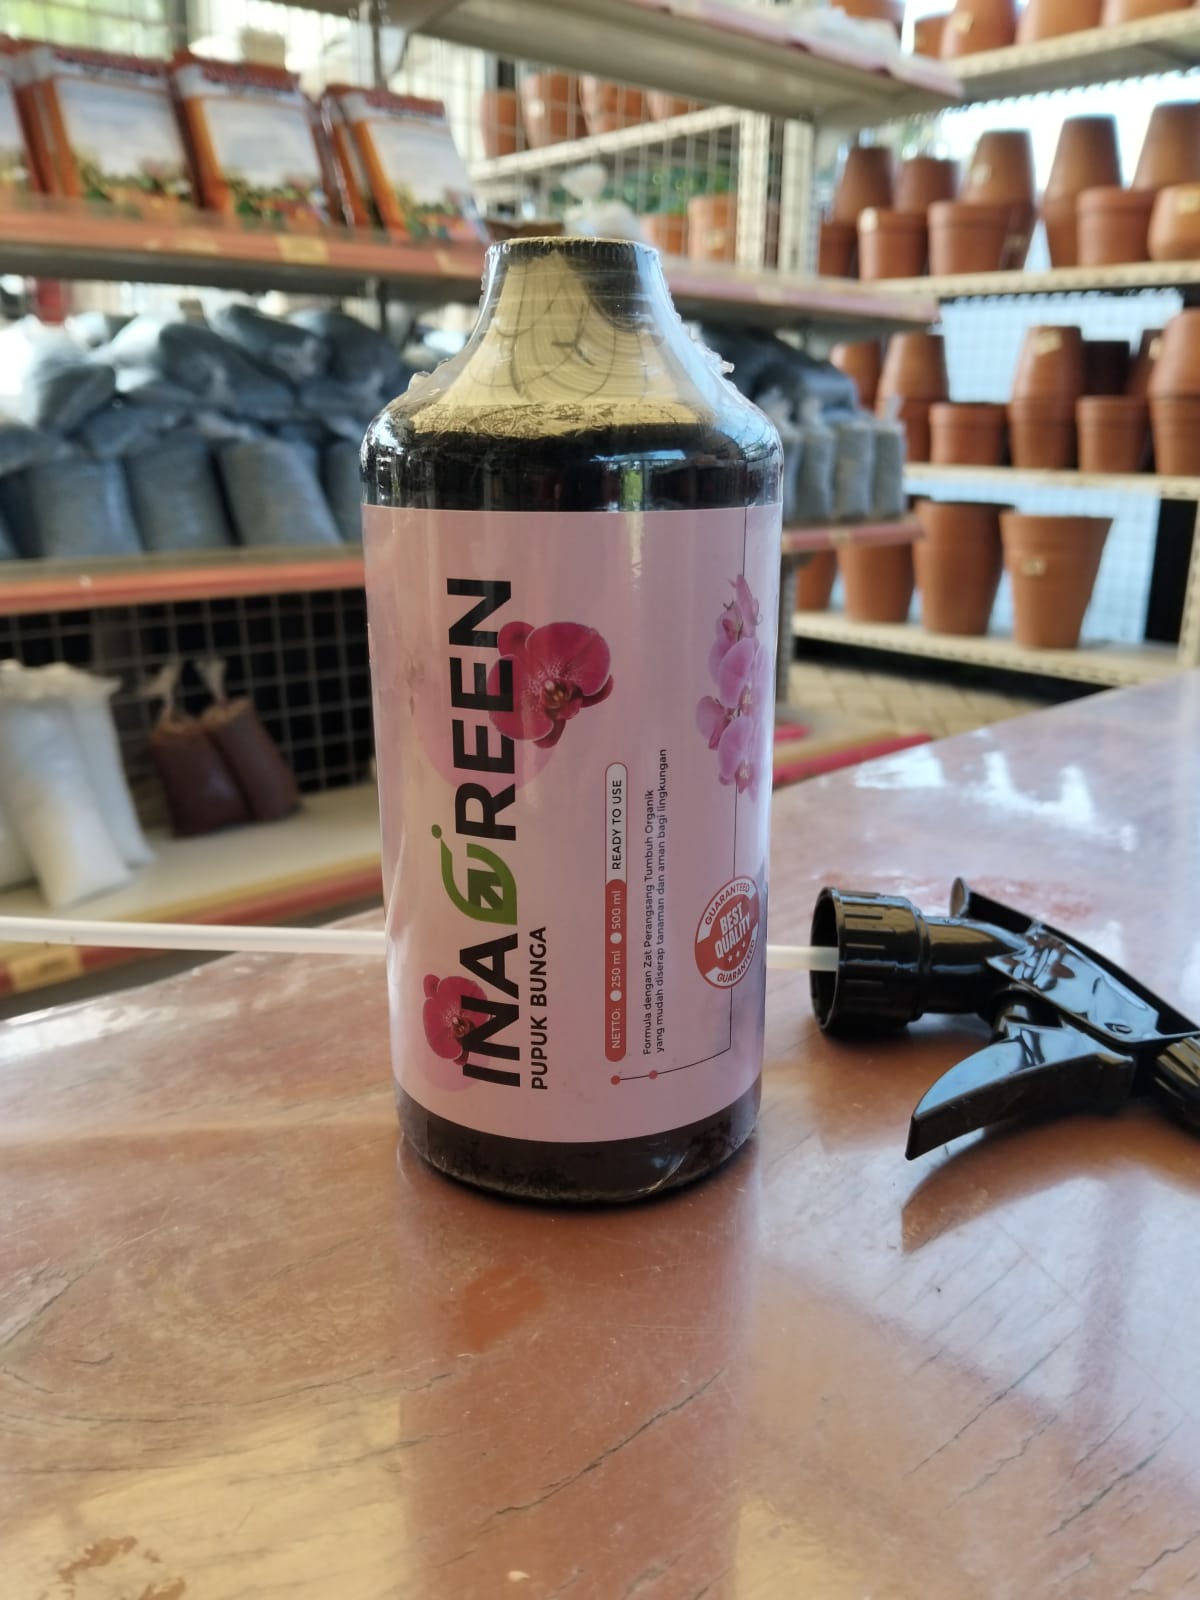 INAGREEN
PUPUK BUNGA
NETTO: 250 ml 500 ml READY TO USE
Formula dengan Zat Perangsang Tumbuh Organik
yang mudah diserap tanaman dan aman bagi lingkungan
GUARANTEED
BEST
QUALITY
GUARANTEED